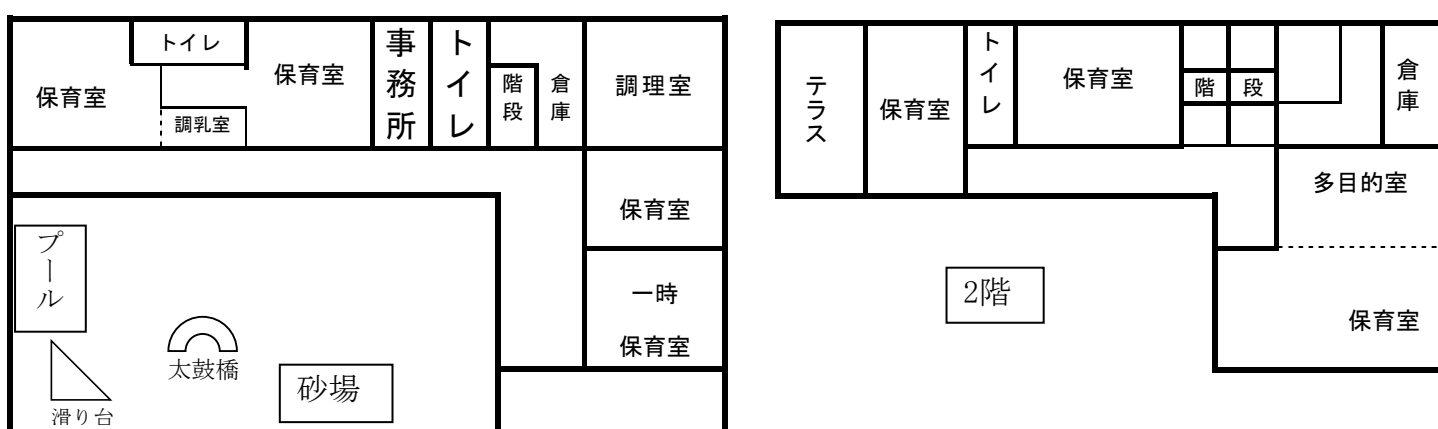 トイレ
保育室
調乳室
保育室
事務所
トイレ
階段
倉庫
調理室
保育室
一時
保育室
プール
滑り台
太鼓橋
砂場
テラス
保育室
トイレ
保育室
階段
倉庫
多目的室
保育室
2階